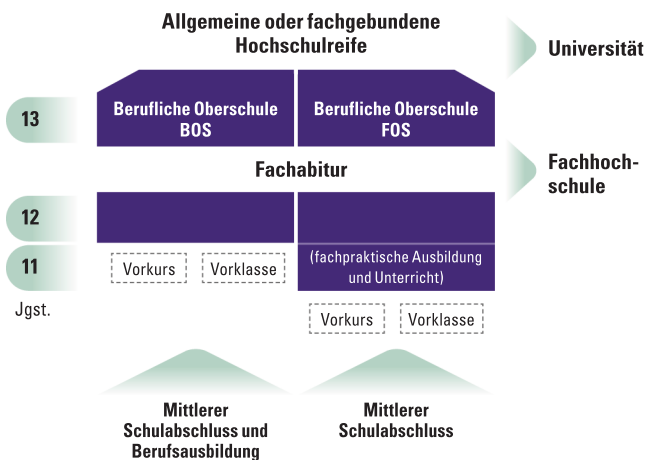 Allgemeine oder fachgebundene
Hochschulreife
Universität
13
Berufliche Oberschule
BOS
Berufliche Oberschule
FOS
Fachabitur
Fachhoch-
schule
12
11
Vorkurs
Vorklasse
(fachpraktische Ausbildung
und Unterricht)
Jgst.
Vorkurs
Vorklasse
Mittlerer
Schulabschluss und
Berufsausbildung
Mittlerer
Schulabschluss